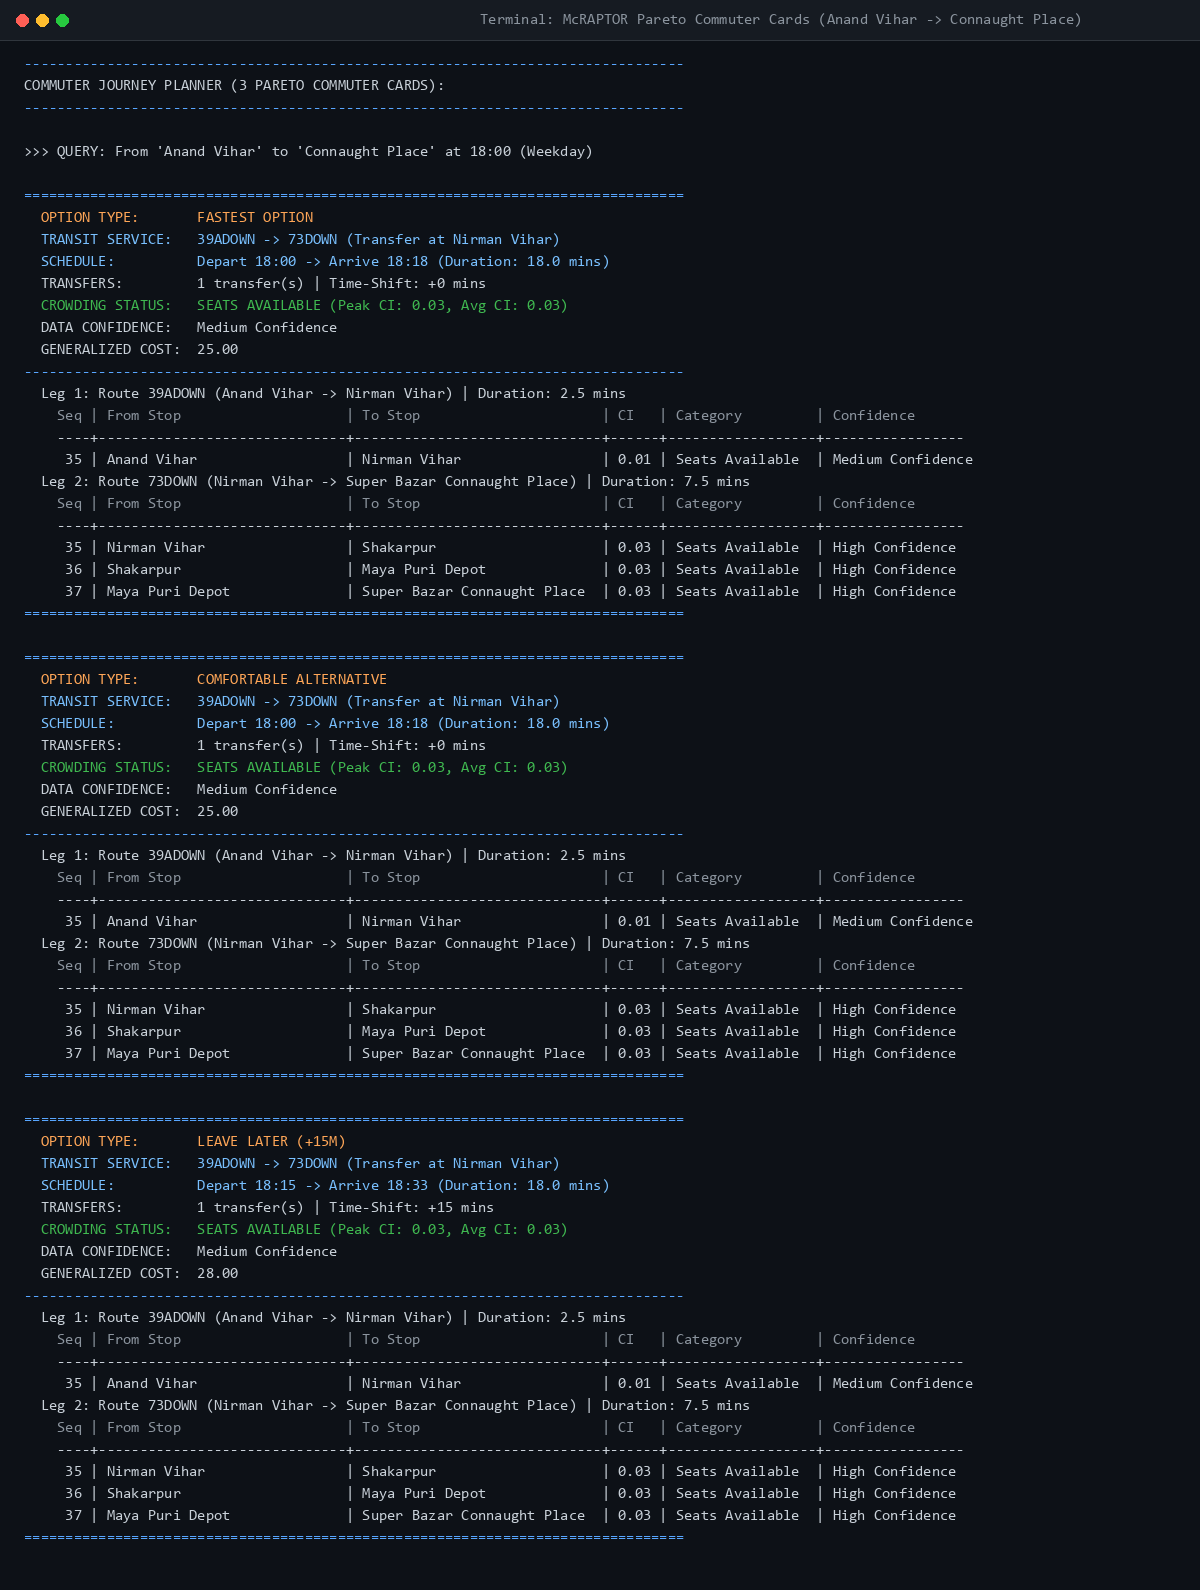 Terminal: McRAPTOR Pareto Commuter Cards (Anand Vihar -> Connaught Place)
--------------------------------------------------------------------------------
COMMUTER JOURNEY PLANNER (3 PARETO COMMUTER CARDS):
--------------------------------------------------------------------------------
>>> QUERY: From 'Anand Vihar' to 'Connaught Place' at 18:00 (Weekday)
================================================================================
OPTION TYPE:       FASTEST OPTION
TRANSIT SERVICE:   39ADOWN -> 73DOWN (Transfer at Nirman Vihar)
SCHEDULE:          Depart 18:00 -> Arrive 18:18 (Duration: 18.0 mins)
TRANSFERS:         1 transfer(s) | Time-Shift: +0 mins
CROWDING STATUS:   SEATS AVAILABLE (Peak CI: 0.03, Avg CI: 0.03)
DATA CONFIDENCE:   Medium Confidence
GENERALIZED COST:  25.00
--------------------------------------------------------------------------------
Leg 1: Route 39ADOWN (Anand Vihar -> Nirman Vihar) | Duration: 2.5 mins
Seq | From Stop                    | To Stop                      | CI   | Category         | Confidence
----+------------------------------+------------------------------+------+------------------+-----------------
35 | Anand Vihar                  | Nirman Vihar                 | 0.01 | Seats Available  | Medium Confidence
Leg 2: Route 73DOWN (Nirman Vihar -> Super Bazar Connaught Place) | Duration: 7.5 mins
Seq | From Stop                    | To Stop                      | CI   | Category         | Confidence
----+------------------------------+------------------------------+------+------------------+-----------------
35 | Nirman Vihar                 | Shakarpur                    | 0.03 | Seats Available  | High Confidence
36 | Shakarpur                    | Maya Puri Depot              | 0.03 | Seats Available  | High Confidence
37 | Maya Puri Depot              | Super Bazar Connaught Place  | 0.03 | Seats Available  | High Confidence
================================================================================
================================================================================
OPTION TYPE:       COMFORTABLE ALTERNATIVE
TRANSIT SERVICE:   39ADOWN -> 73DOWN (Transfer at Nirman Vihar)
SCHEDULE:          Depart 18:00 -> Arrive 18:18 (Duration: 18.0 mins)
TRANSFERS:         1 transfer(s) | Time-Shift: +0 mins
CROWDING STATUS:   SEATS AVAILABLE (Peak CI: 0.03, Avg CI: 0.03)
DATA CONFIDENCE:   Medium Confidence
GENERALIZED COST:  25.00
--------------------------------------------------------------------------------
Leg 1: Route 39ADOWN (Anand Vihar -> Nirman Vihar) | Duration: 2.5 mins
Seq | From Stop                    | To Stop                      | CI   | Category         | Confidence
----+------------------------------+------------------------------+------+------------------+-----------------
35 | Anand Vihar                  | Nirman Vihar                 | 0.01 | Seats Available  | Medium Confidence
Leg 2: Route 73DOWN (Nirman Vihar -> Super Bazar Connaught Place) | Duration: 7.5 mins
Seq | From Stop                    | To Stop                      | CI   | Category         | Confidence
----+------------------------------+------------------------------+------+------------------+-----------------
35 | Nirman Vihar                 | Shakarpur                    | 0.03 | Seats Available  | High Confidence
36 | Shakarpur                    | Maya Puri Depot              | 0.03 | Seats Available  | High Confidence
37 | Maya Puri Depot              | Super Bazar Connaught Place  | 0.03 | Seats Available  | High Confidence
================================================================================
================================================================================
OPTION TYPE:       LEAVE LATER (+15M)
TRANSIT SERVICE:   39ADOWN -> 73DOWN (Transfer at Nirman Vihar)
SCHEDULE:          Depart 18:15 -> Arrive 18:33 (Duration: 18.0 mins)
TRANSFERS:         1 transfer(s) | Time-Shift: +15 mins
CROWDING STATUS:   SEATS AVAILABLE (Peak CI: 0.03, Avg CI: 0.03)
DATA CONFIDENCE:   Medium Confidence
GENERALIZED COST:  28.00
--------------------------------------------------------------------------------
Leg 1: Route 39ADOWN (Anand Vihar -> Nirman Vihar) | Duration: 2.5 mins
Seq | From Stop                    | To Stop                      | CI   | Category         | Confidence
----+------------------------------+------------------------------+------+------------------+-----------------
35 | Anand Vihar                  | Nirman Vihar                 | 0.01 | Seats Available  | Medium Confidence
Leg 2: Route 73DOWN (Nirman Vihar -> Super Bazar Connaught Place) | Duration: 7.5 mins
Seq | From Stop                    | To Stop                      | CI   | Category         | Confidence
----+------------------------------+------------------------------+------+------------------+-----------------
35 | Nirman Vihar                 | Shakarpur                    | 0.03 | Seats Available  | High Confidence
36 | Shakarpur                    | Maya Puri Depot              | 0.03 | Seats Available  | High Confidence
37 | Maya Puri Depot              | Super Bazar Connaught Place  | 0.03 | Seats Available  | High Confidence
================================================================================